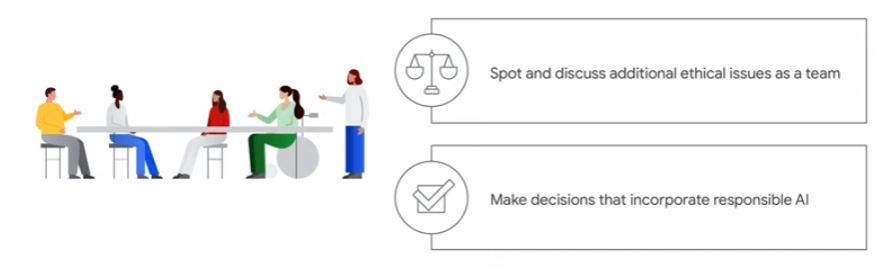 Spot and discuss additional ethical issues as a team
Make decisions that incorporate responsible AI